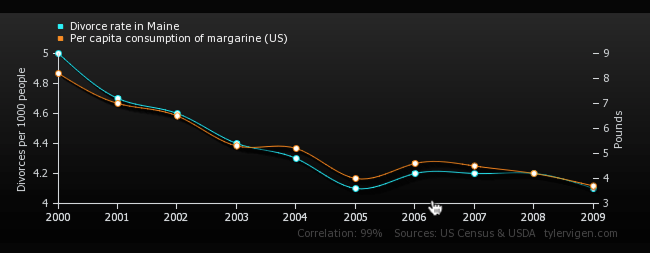 Divorce rate in Maine
Per capita consumption of margarine (US)
5
4.8
4.6
4.4
4.2
4
Divorces per 1000 people
9
8
7
6
5
4
3
Pounds
2000 2001 2002 2003 2004 2005 2006 2007 2008 2009
Correlation: 99% Sources: US Census & USDA tylervigen.com